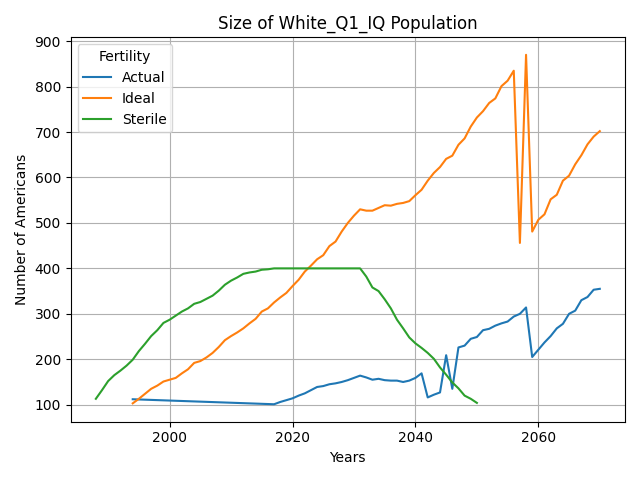 Size of White_Q1_IQ Population
Number of Americans
900
800
700
600
500
400
300
200
100
Fertility
Actual
Ideal
Sterile
2000
2020
2040
2060
Years